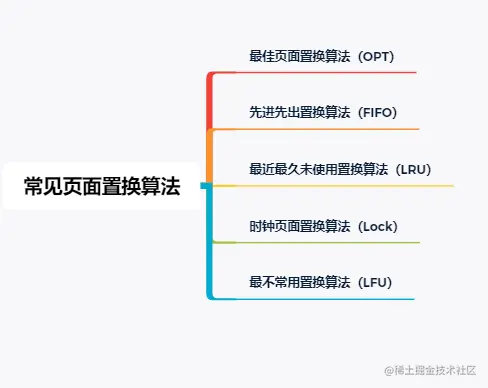 最佳页面置换算法（OPT）
先进先出置换算法（FIFO）
最近最久未使用置换算法（LRU）
常见页面置换算法
时钟页面置换算法（Lock）
最不常用置换算法（LFU）
@稀土掘金技术社区